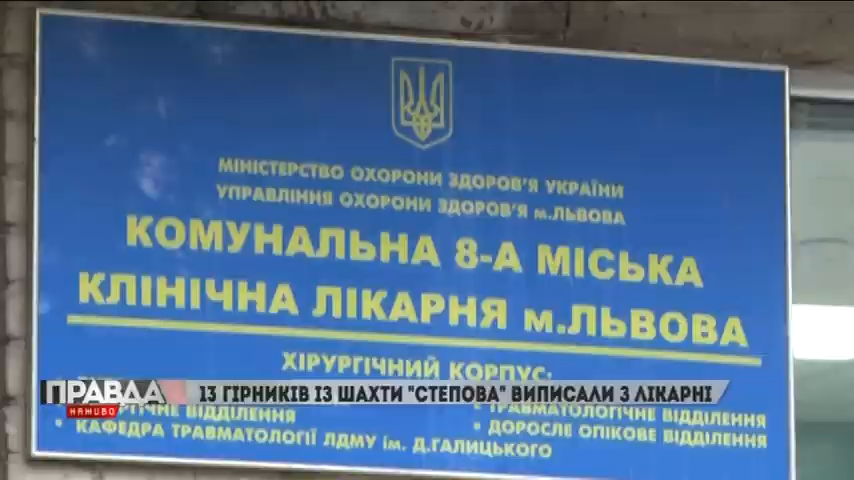 МІНІСТЕРСТВО ОХОРОНИ ЗДОРОВ'Я УКРАЇНИ
УПРАВЛІННЯ ОХОРОНИ ЗДОРОВ'Я м.ЛЬВОВА
КОМУНАЛЬНА 8-А МІСЬКА
КЛІНІЧНА ЛІКАРНЯ м.ЛЬВОВА
ХІРУРГІЧНИЙ КОРПУС:
ПРАВДА
НАЖИВО
13 ГІРНИКІВ ІЗ ШАХТИ "СТЕПОВА" ВИПИСАЛИ З ЛІКАРНІ
ВІДДІЛЕННЯ
• ТРАВМАТОЛОГІЧНЕ ВІДДІЛЕННЯ
• КАФЕДРА ТРАВМАТОЛОГІЇ ЛДМУ ім. Д.ГАЛИЦЬКОГО
• ДОРОСЛЕ ОПІКОВЕ ВІДДІЛЕННЯ